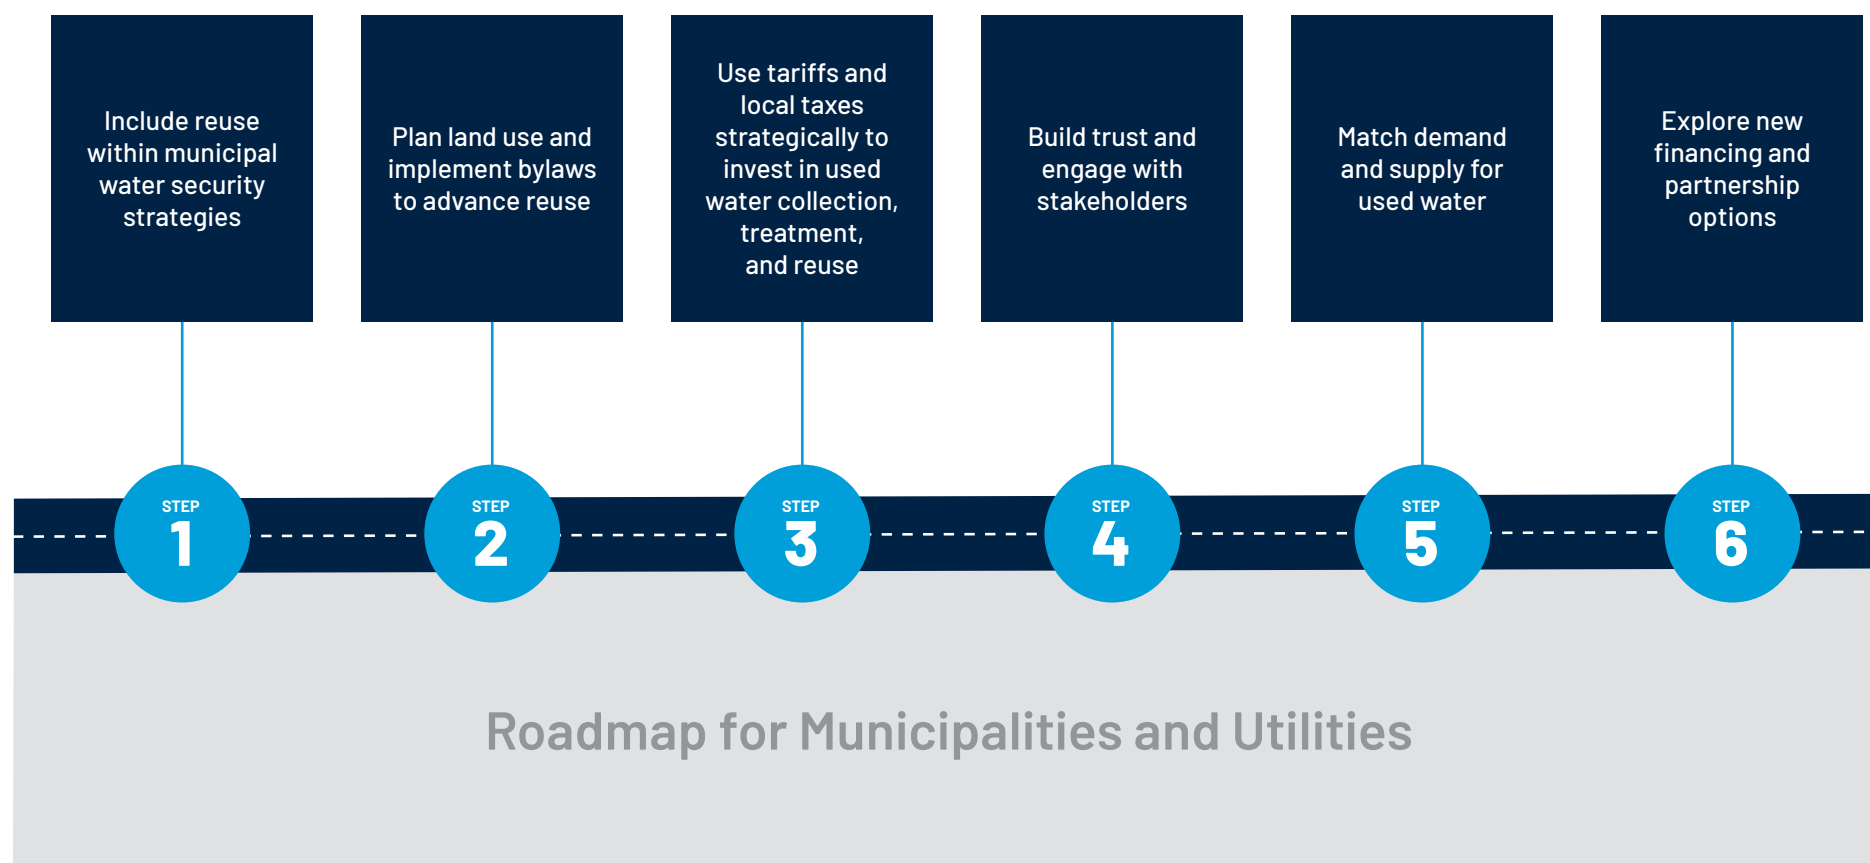 Include reuse
within municipal
water security
strategies
Plan land use and
implement bylaws
to advance reuse
Use tariffs and
local taxes
strategically to
invest in used
water collection,
treatment,
and reuse
Build trust and
engage with
stakeholders
Match demand
and supply for
used water
Explore new
financing and
partnership
options
STEP
1
STEP
2
STEP
3
STEP
4
STEP
5
STEP
6
Roadmap for Municipalities and Utilities